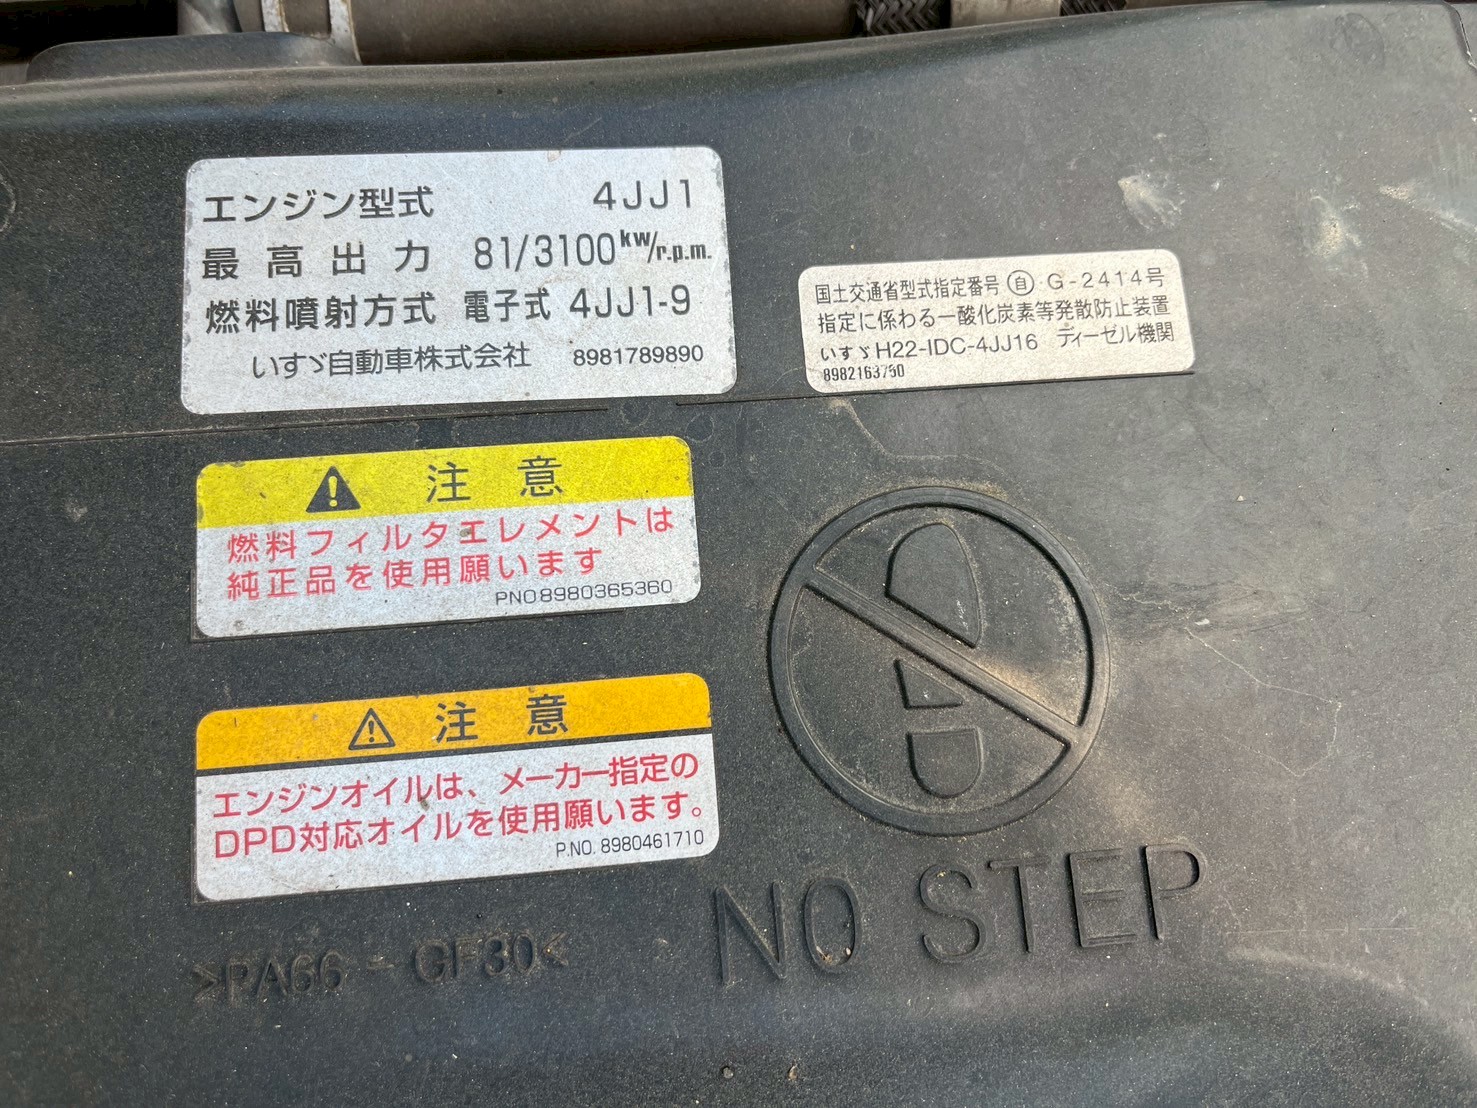 エンジン型式 4JJ1
最高出力 81/3100kw/r.p.m.
燃料噴射方式 電子式 4JJ1-9
いすゞ自動車株式会社 8981789890
国土交通省型式指定番号 自 G-2414号
指定に係わる一酸化炭素等発散防止装置
いすゞH22-IDC-4JJ16 ディーゼル機関
8982163750
注意
燃料フィルタエレメントは
純正品を使用願います
PNO8980365360
注意
エンジンオイルは、メーカー指定の
DPD対応オイルを使用願います。
P.NO. 8980461710
>PA66-GF30<
NO STEP